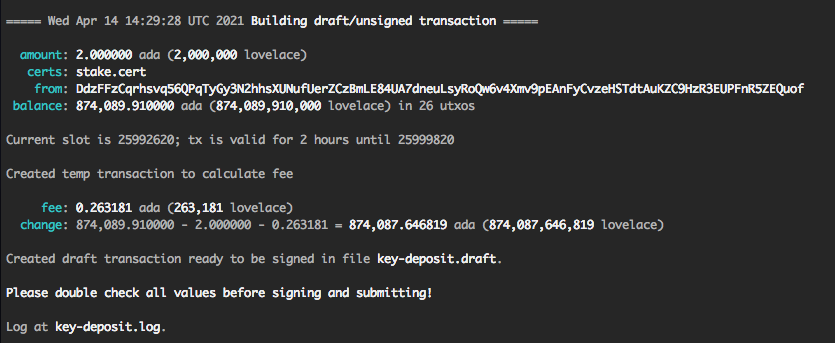 ===== Wed Apr 14 14:29:28 UTC 2021 Building draft/unsigned transaction =====
amount: 2.000000 ada (2,000,000 lovelace)
certs: stake.cert
from: DdzFFzCqrhsvq56QPqTyGy3N2hhsXUNufUerZCzBmLE84UA7dneuLsyRoQw6v4Xmv9pEAnFyCvzeHSTdtAuKZC9HzR3EUPFnR5ZEQuof
balance: 874,089.910000 ada (874,089,910,000 lovelace) in 26 utxos
Current slot is 25992620; tx is valid for 2 hours until 25999820
Created temp transaction to calculate fee
fee: 0.263181 ada (263,181 lovelace)
change: 874,089.910000 - 2.000000 - 0.263181 = 874,087.646819 ada (874,087,646,819 lovelace)
Created draft transaction ready to be signed in file key-deposit.draft.
Please double check all values before signing and submitting!
Log at key-deposit.log.